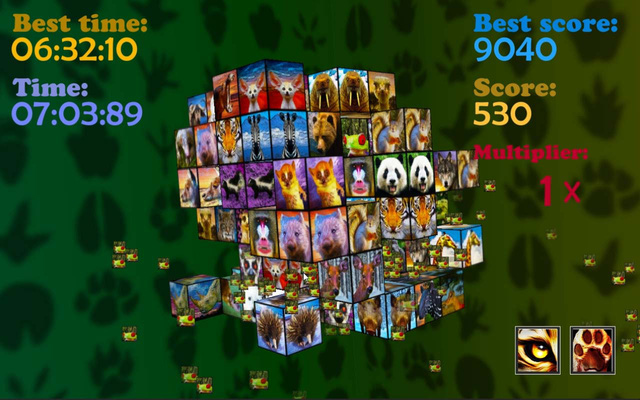 Best time:
06:32:10
Time:
07:03:89
Best score:
9040
Score:
530
Multiplier:
1 x